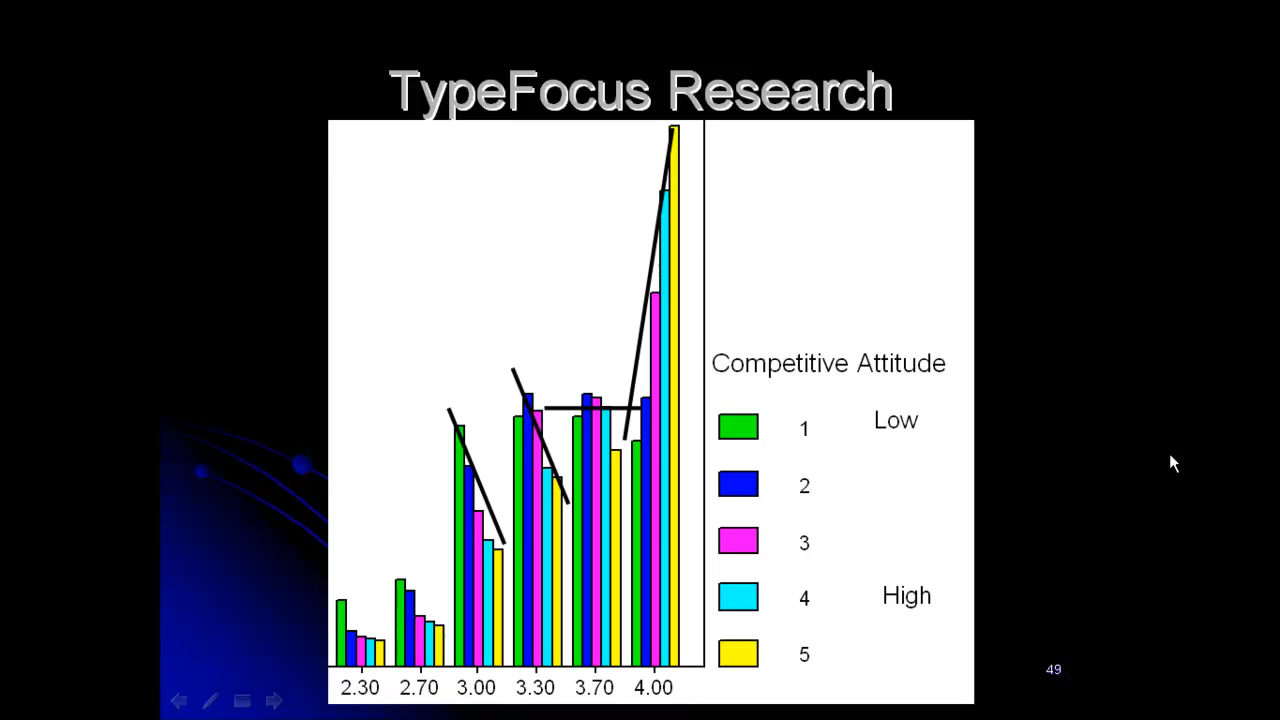 TypeFocus Research
Competitive Attitude
1 Low
2
3
4 High
5
2.30 2.70 3.00 3.30 3.70 4.00
49